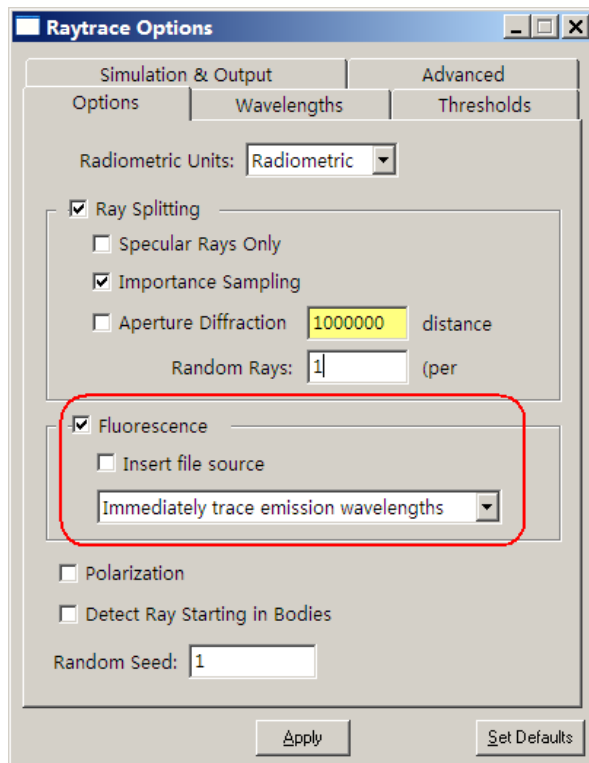 Raytrace Options
Simulation & Output
Advanced
Options
Wavelengths
Thresholds
Radiometric Units: Radiometric
Ray Splitting
Specular Rays Only
Importance Sampling
Aperture Diffraction 1000000 distance
Random Rays: 1 (per
Fluorescence
Insert file source
Immediately trace emission wavelengths
Polarization
Detect Ray Starting in Bodies
Random Seed: 1
Apply
Set Defaults